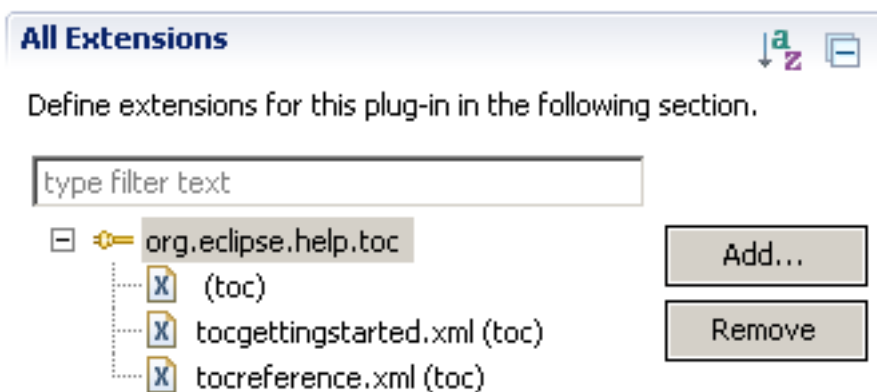 All Extensions
Define extensions for this plug-in in the following section.
type filter text
org.eclipse.help.toc
Add...
(toc)
tocgettingstarted.xml (toc)
Remove
tocreference.xml (toc)